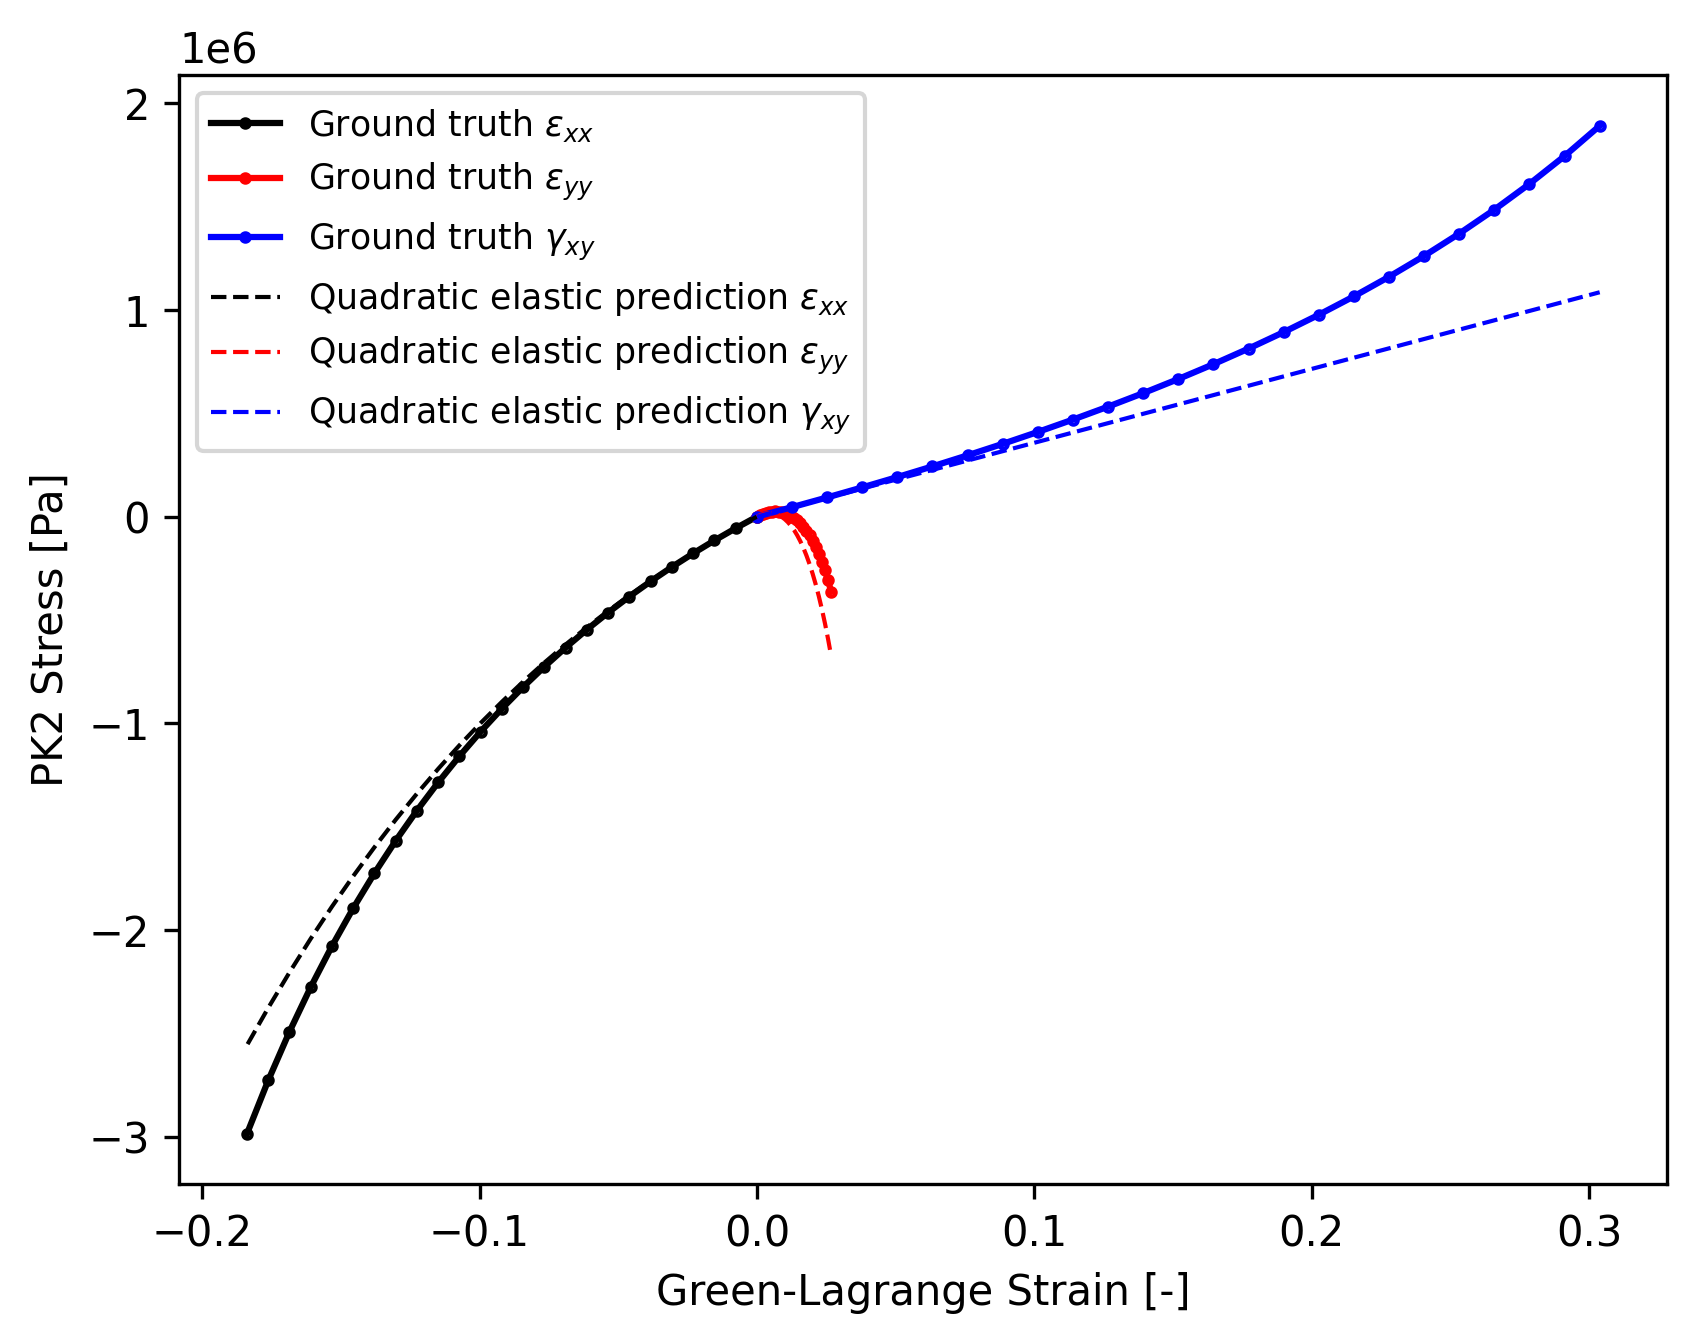 1e6
2
1
0
−1
−2
−3
PK2 Stress [Pa]
Ground truth εxx
Ground truth εyy
Ground truth γxy
Quadratic elastic prediction εxx
Quadratic elastic prediction εyy
Quadratic elastic prediction γxy
−0.2 −0.1 0.0 0.1 0.2 0.3
Green-Lagrange Strain [-]